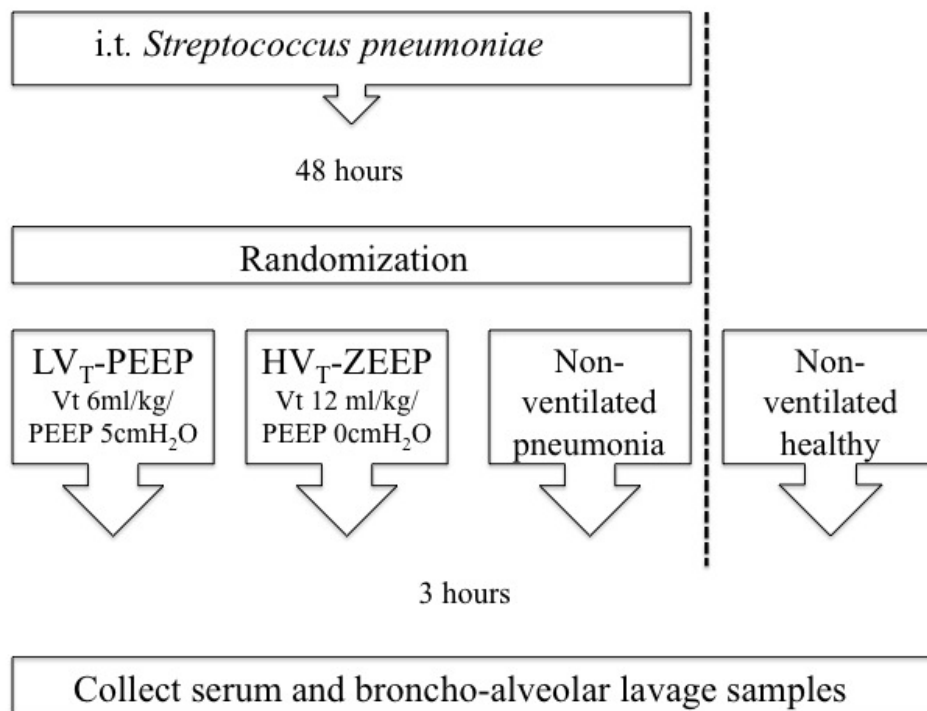 i.t. Streptococcus pneumoniae
48 hours
Randomization
LVT-PEEP
Vt 6ml/kg/
PEEP 5cmH2O
HVT-ZEEP
Vt 12 ml/kg/
PEEP 0cmH2O
Non-
ventilated
pneumonia
Non-
ventilated
healthy
3 hours
Collect serum and broncho-alveolar lavage samples